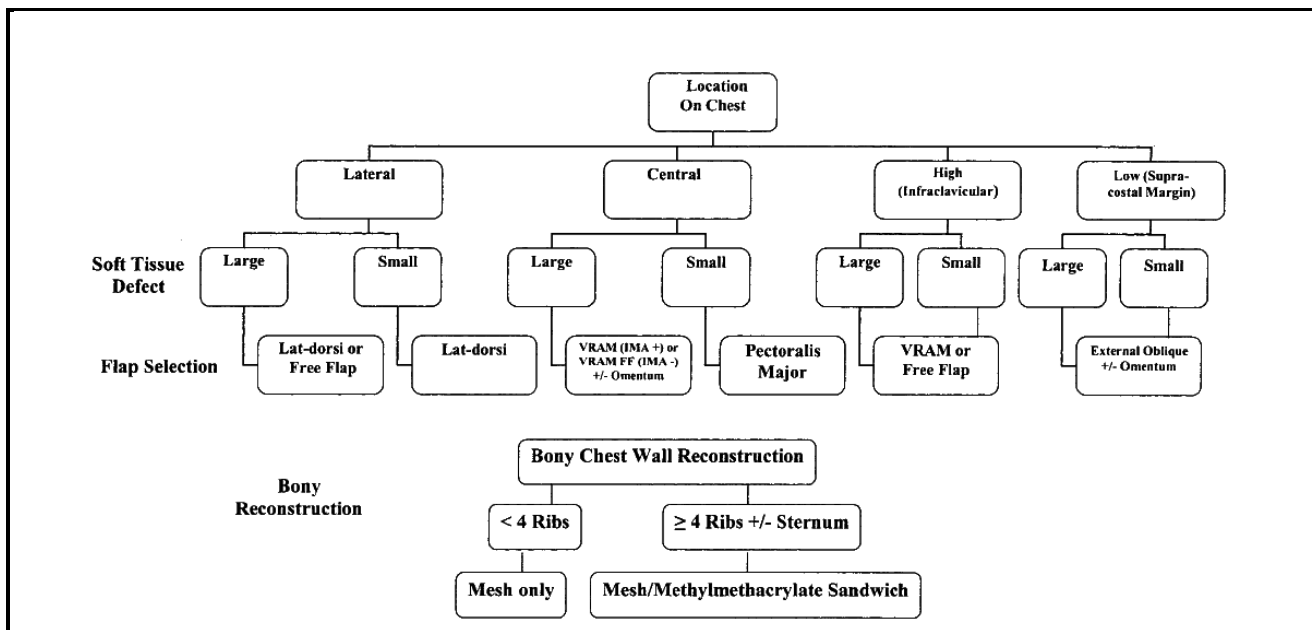 Location
On Chest
Lateral
Central
High
(Infraclavicular)
Low (Supra-
costal Margin)
Soft Tissue
Defect
Large
Small
Large
Small
Large
Small
Large
Small
Flap Selection
Lat-dorsi or
Free Flap
Lat-dorsi
VRAM (IMA +) or
VRAM FF (IMA -)
+/- Omentum
Pectoralis
Major
VRAM or
Free Flap
External Oblique
+/- Omentum
Bony Chest Wall Reconstruction
Bony
Reconstruction
< 4 Ribs
≥ 4 Ribs +/- Sternum
Mesh only
Mesh/Methylmethacrylate Sandwich